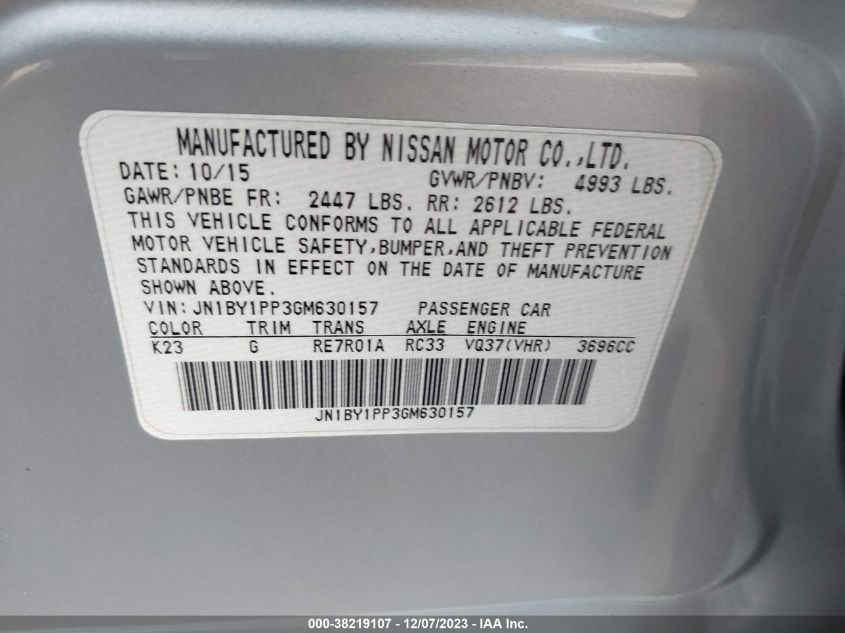 MANUFACTURED BY NISSAN MOTOR CO.,LTD.
DATE: 10/15 GVWR/PNBV: 4993 LBS.
GAWR/PNBE FR: 2447 LBS. RR: 2612 LBS.
THIS VEHICLE CONFORMS TO ALL APPLICABLE FEDERAL
MOTOR VEHICLE SAFETY,BUMPER,AND THEFT PREVENTION
STANDARDS IN EFFECT ON THE DATE OF MANUFACTURE
SHOWN ABOVE.
VIN:JN1BY1PP3GM630157 PASSENGER CAR
COLOR TRIM TRANS AXLE ENGINE
K23 G RE7R01A RC33 VQ37(VHR) 3696CC
JN1BY1PP3GM630157
000-38219107 - 12/07/2023 - IAA Inc.